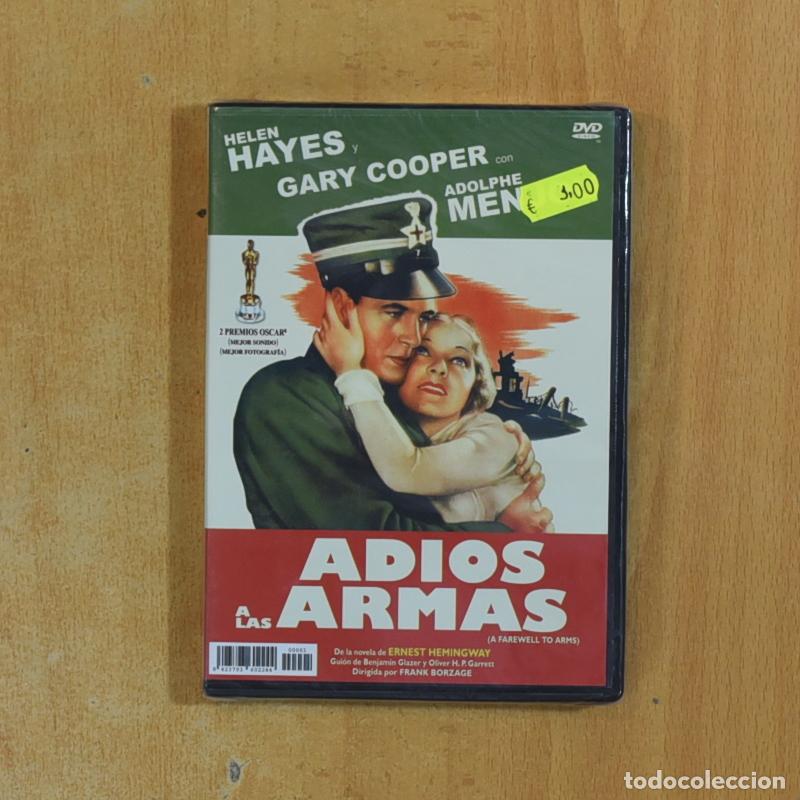 HELEN
HAYES y
GARY COOPER con
ADOLPHE
MEN
DVD
VIDEO
€ 3,00
2 PREMIOS OSCAR®
(MEJOR SONIDO)
(MEJOR FOTOGRAFÍA)
ADIOS
A LAS ARMAS
(A FAREWELL TO ARMS)
00002
De la novela de ERNEST HEMINGWAY
Guión de Benjamin Glazer y Oliver H. P. Garrett
Dirigida por FRANK BORZAGE
todocoleccion